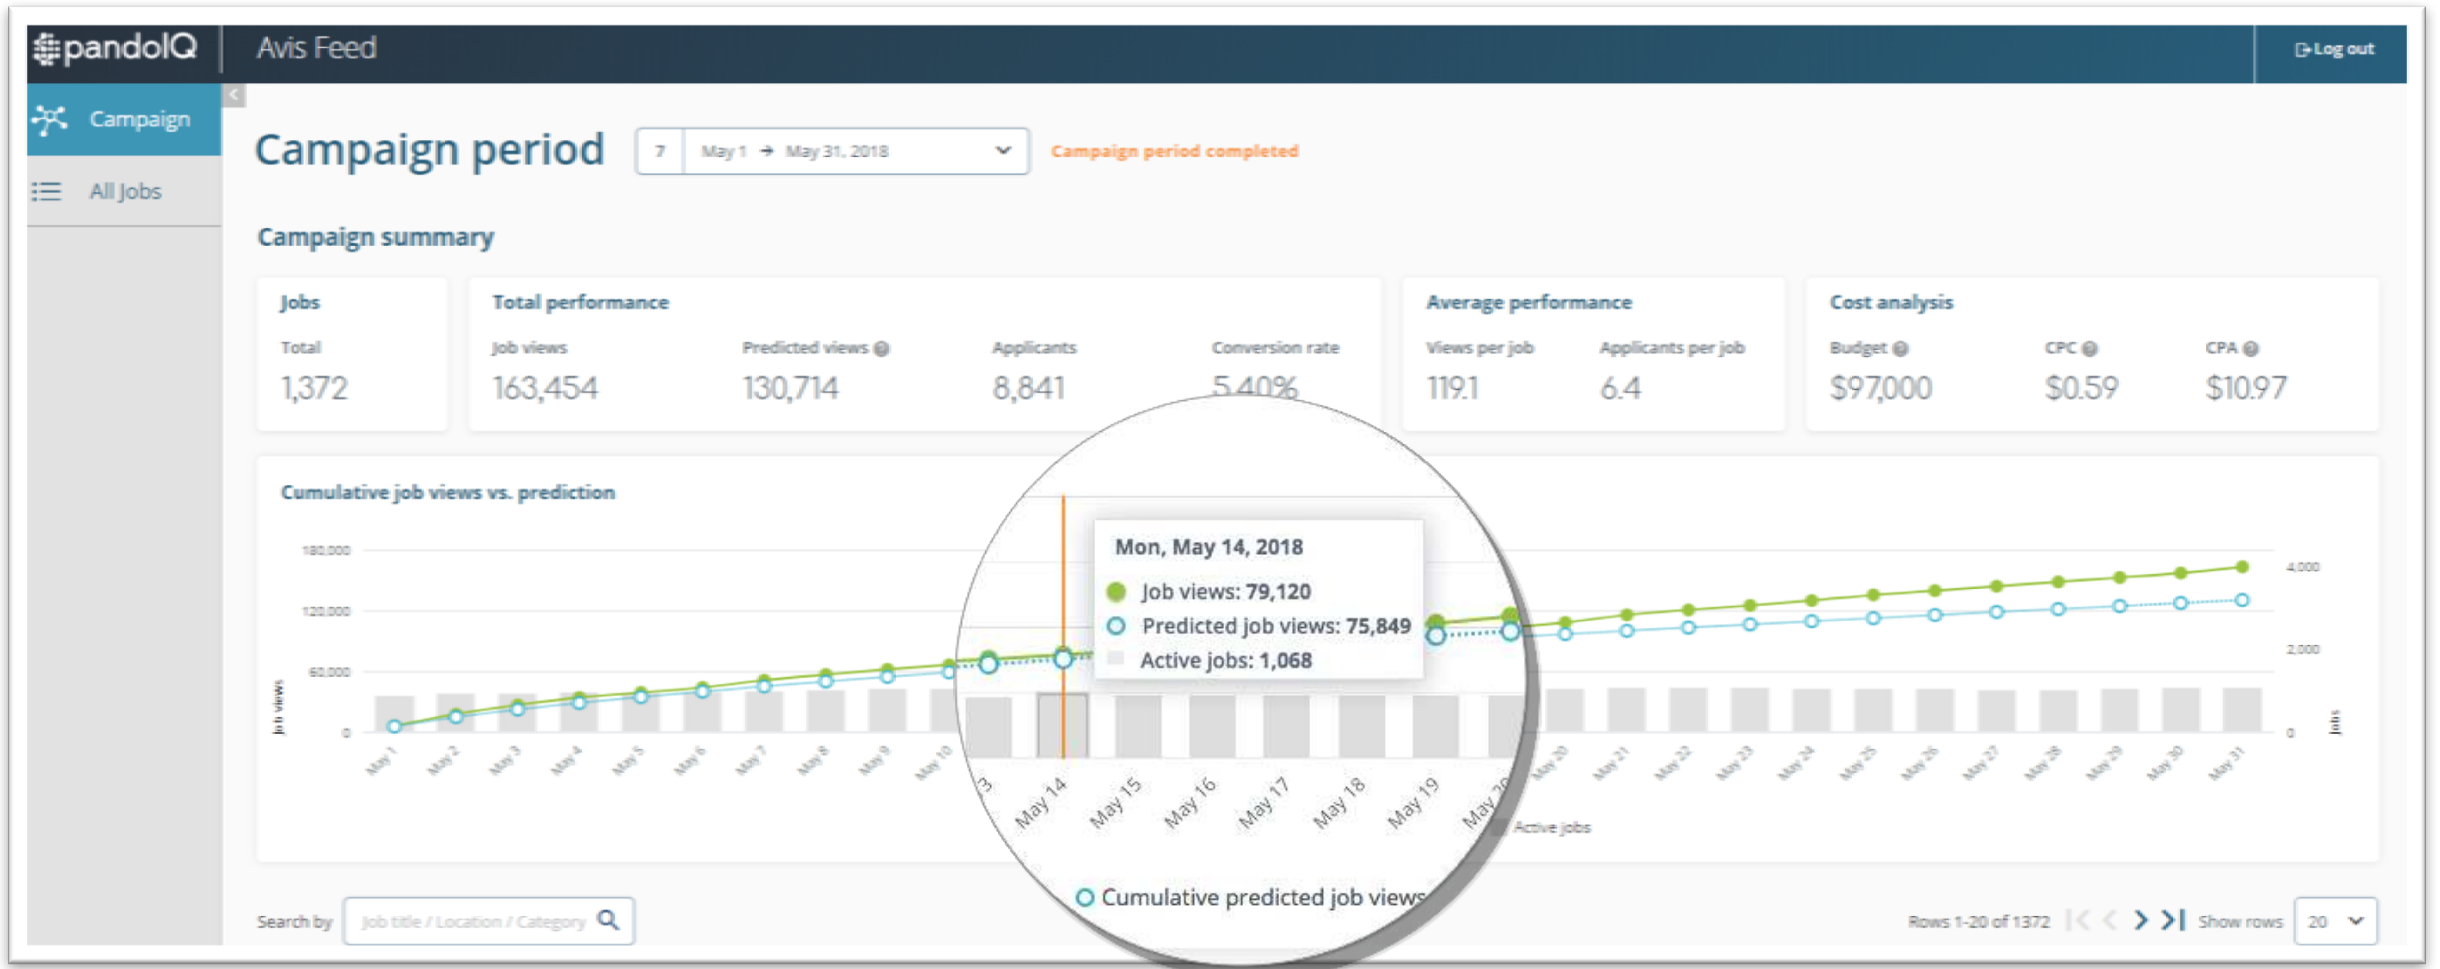 pandoIQ
Avis Feed
Log out
Campaign
All Jobs
Campaign period
7 May 1 → May 31, 2018
Campaign period completed
Campaign summary
Jobs
Total
1,372
Total performance
Job views Predicted views Applicants Conversion rate
163,454 130,714 8,841 5.40%
Average performance
Views per job Applicants per job
119.1 6.4
Cost analysis
Budget CPC CPA
$97,000 $0.59 $10.97
Cumulative job views vs. prediction
180,000
120,000
60,000
0
job views
4,000
2,000
0
jobs
Mon, May 14, 2018
Job views: 79,120
Predicted job views: 75,849
Active jobs: 1,068
May 1 May 2 May 3 May 4 May 5 May 6 May 7 May 8 May 9 May 10 3 May 14 May 15 May 16 May 17 May 18 May 19 May 20 May 20 May 21 May 22 May 23 May 24 May 25 May 26 May 27 May 28 May 29 May 30 May 31
Active jobs
Cumulative predicted job views
Search by Job title / Location / Category
Rows 1-20 of 1372 Show rows 20